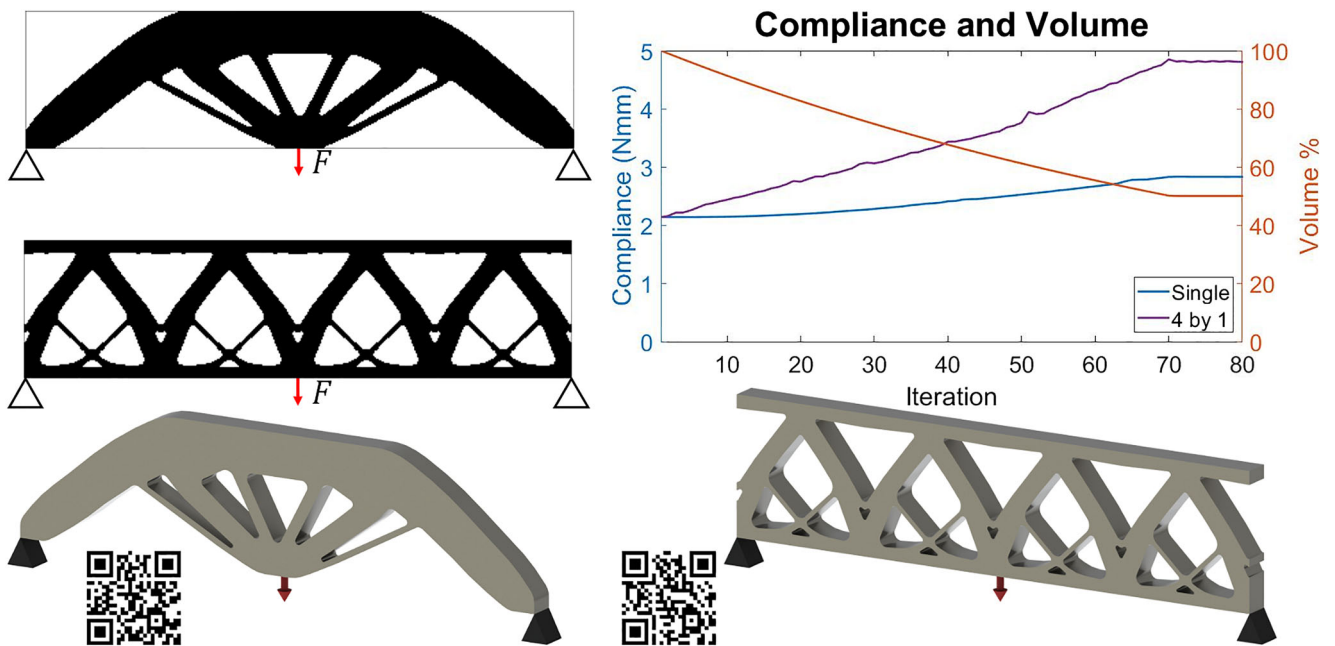 F
F
Compliance and Volume
Compliance (Nmm)
5
4
3
2
1
0
100
80
60
40
20
0
Volume %
Single
4 by 1
10 20 30 40 50 60 70 80
Iteration